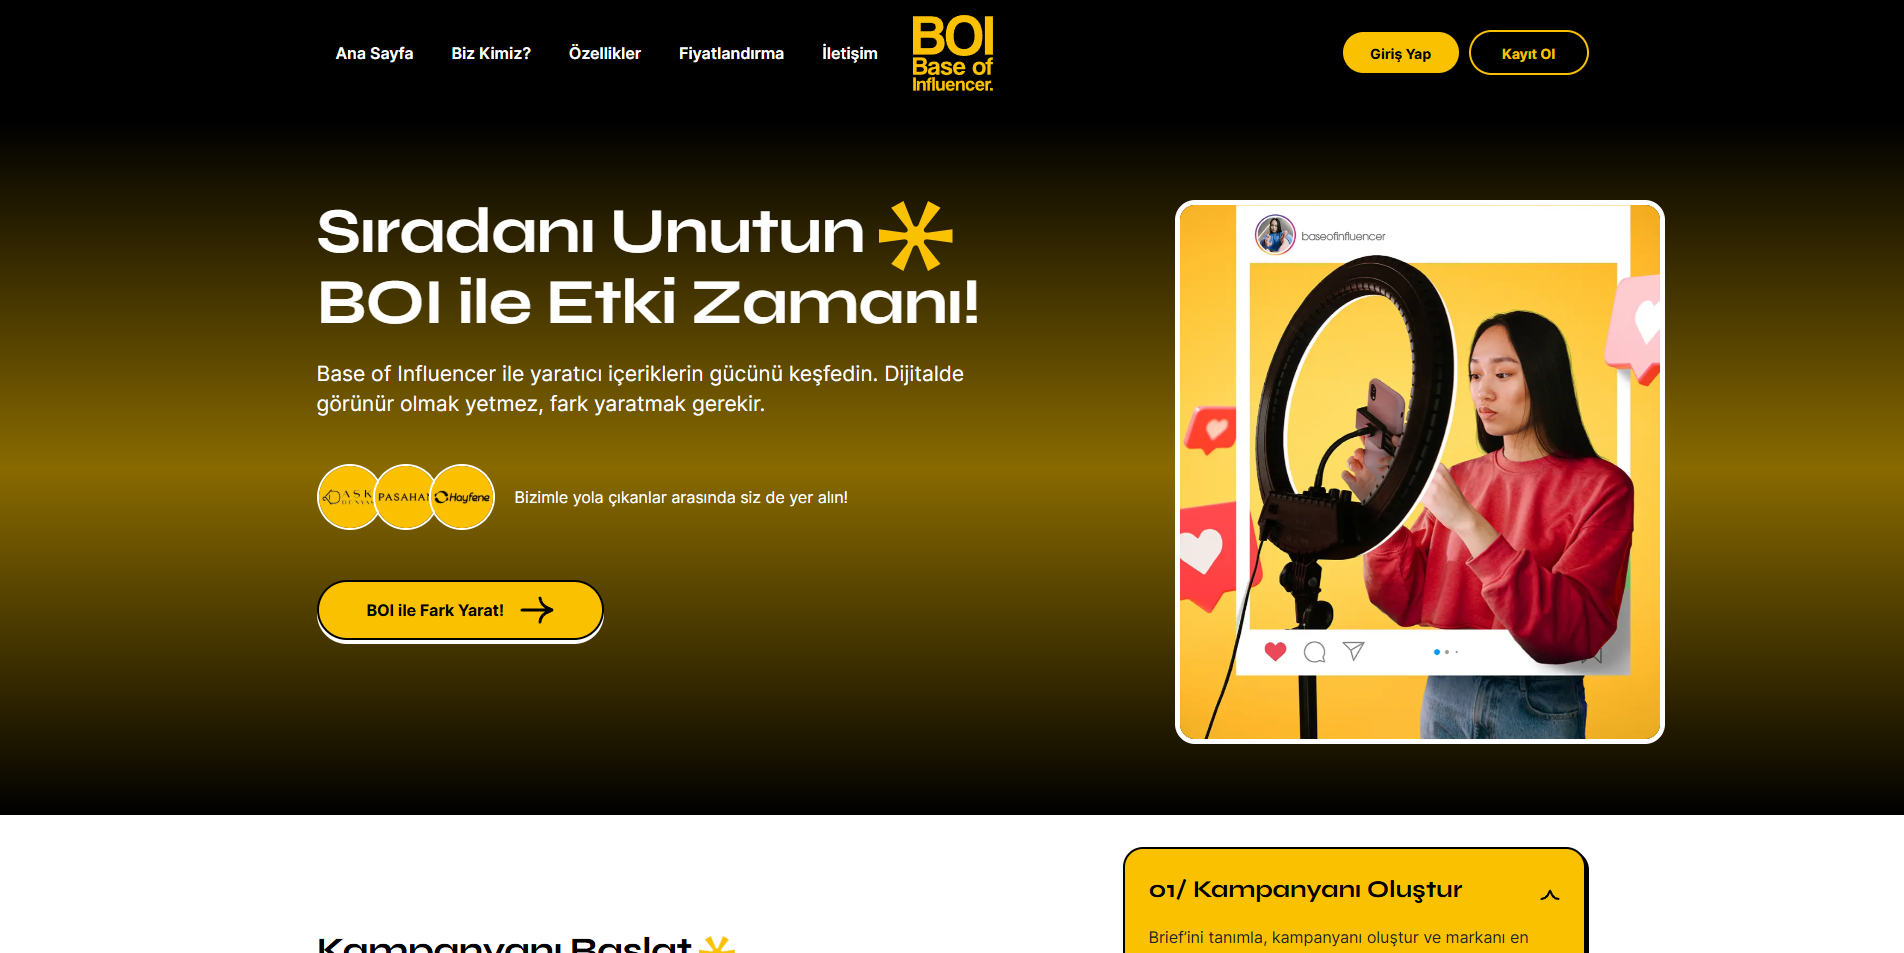 Ana Sayfa
Biz Kimiz?
Özellikler
Fiyatlandırma
İletişim
BOI
Base of
Influencer.
Giriş Yap
Kayıt Ol
Sıradanı Unutun
BOI ile Etki Zamanı!
Base of Influencer ile yaratıcı içeriklerin gücünü keşfedin. Dijitalde
görünür olmak yetmez, fark yaratmak gerekir.
baseofinfluencer
ASK
PASAHAN
Hayfene
Bizimle yola çıkanlar arasında siz de yer alın!
BOI ile Fark Yarat!
01/ Kampanyanı Oluştur
Brief’ini tanımla, kampanyanı oluştur ve markanı en
Kampanyanı Başlat